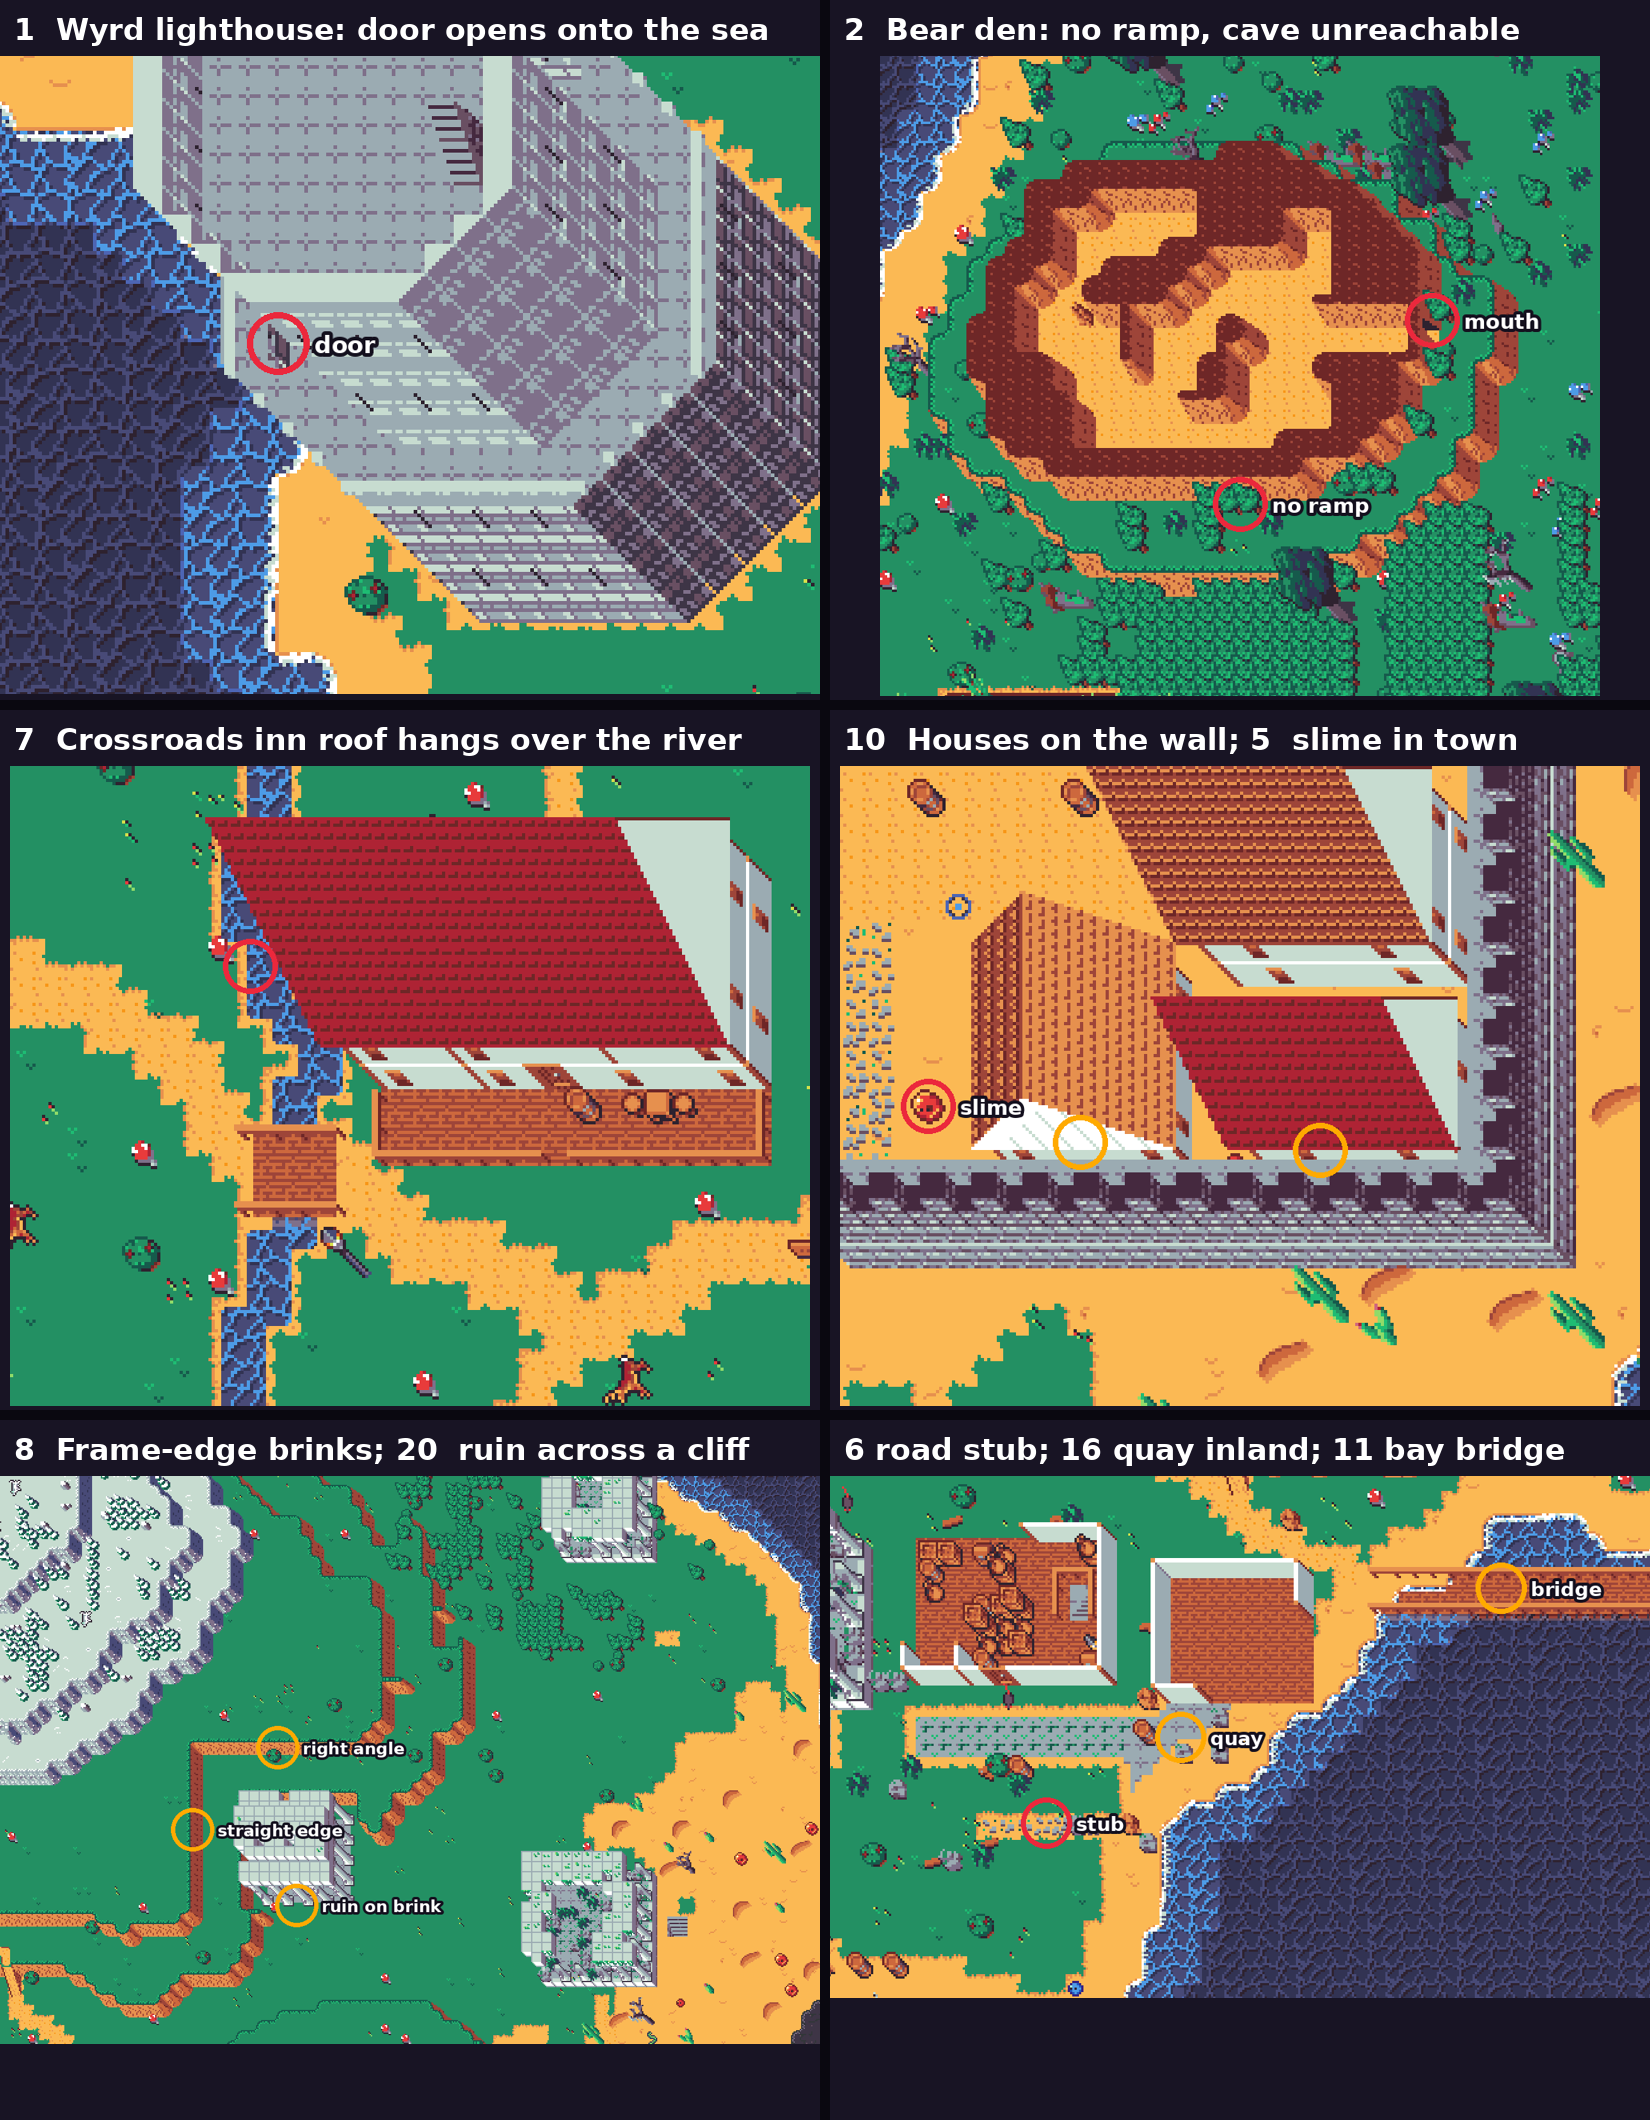 1 Wyrd lighthouse: door opens onto the sea
door
2 Bear den: no ramp, cave unreachable
mouth
no ramp
7 Crossroads inn roof hangs over the river
10 Houses on the wall; 5 slime in town
slime
8 Frame-edge brinks; 20 ruin across a cliff
right angle
straight edge
ruin on brink
6 road stub; 16 quay inland; 11 bay bridge
bridge
quay
stub